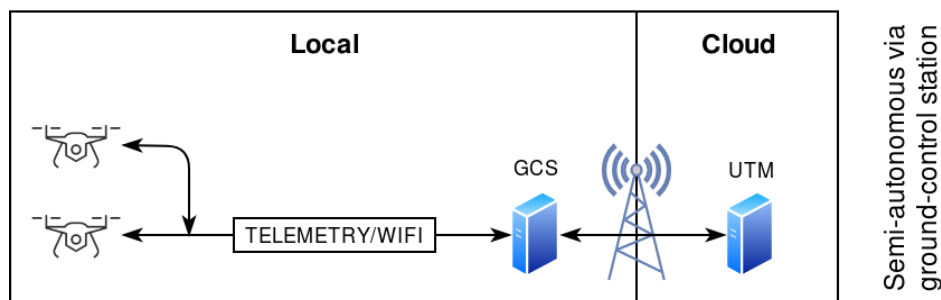 Local
Cloud
GCS
UTM
TELEMETRY/WIFI
Semi-autonomous via
ground-control station